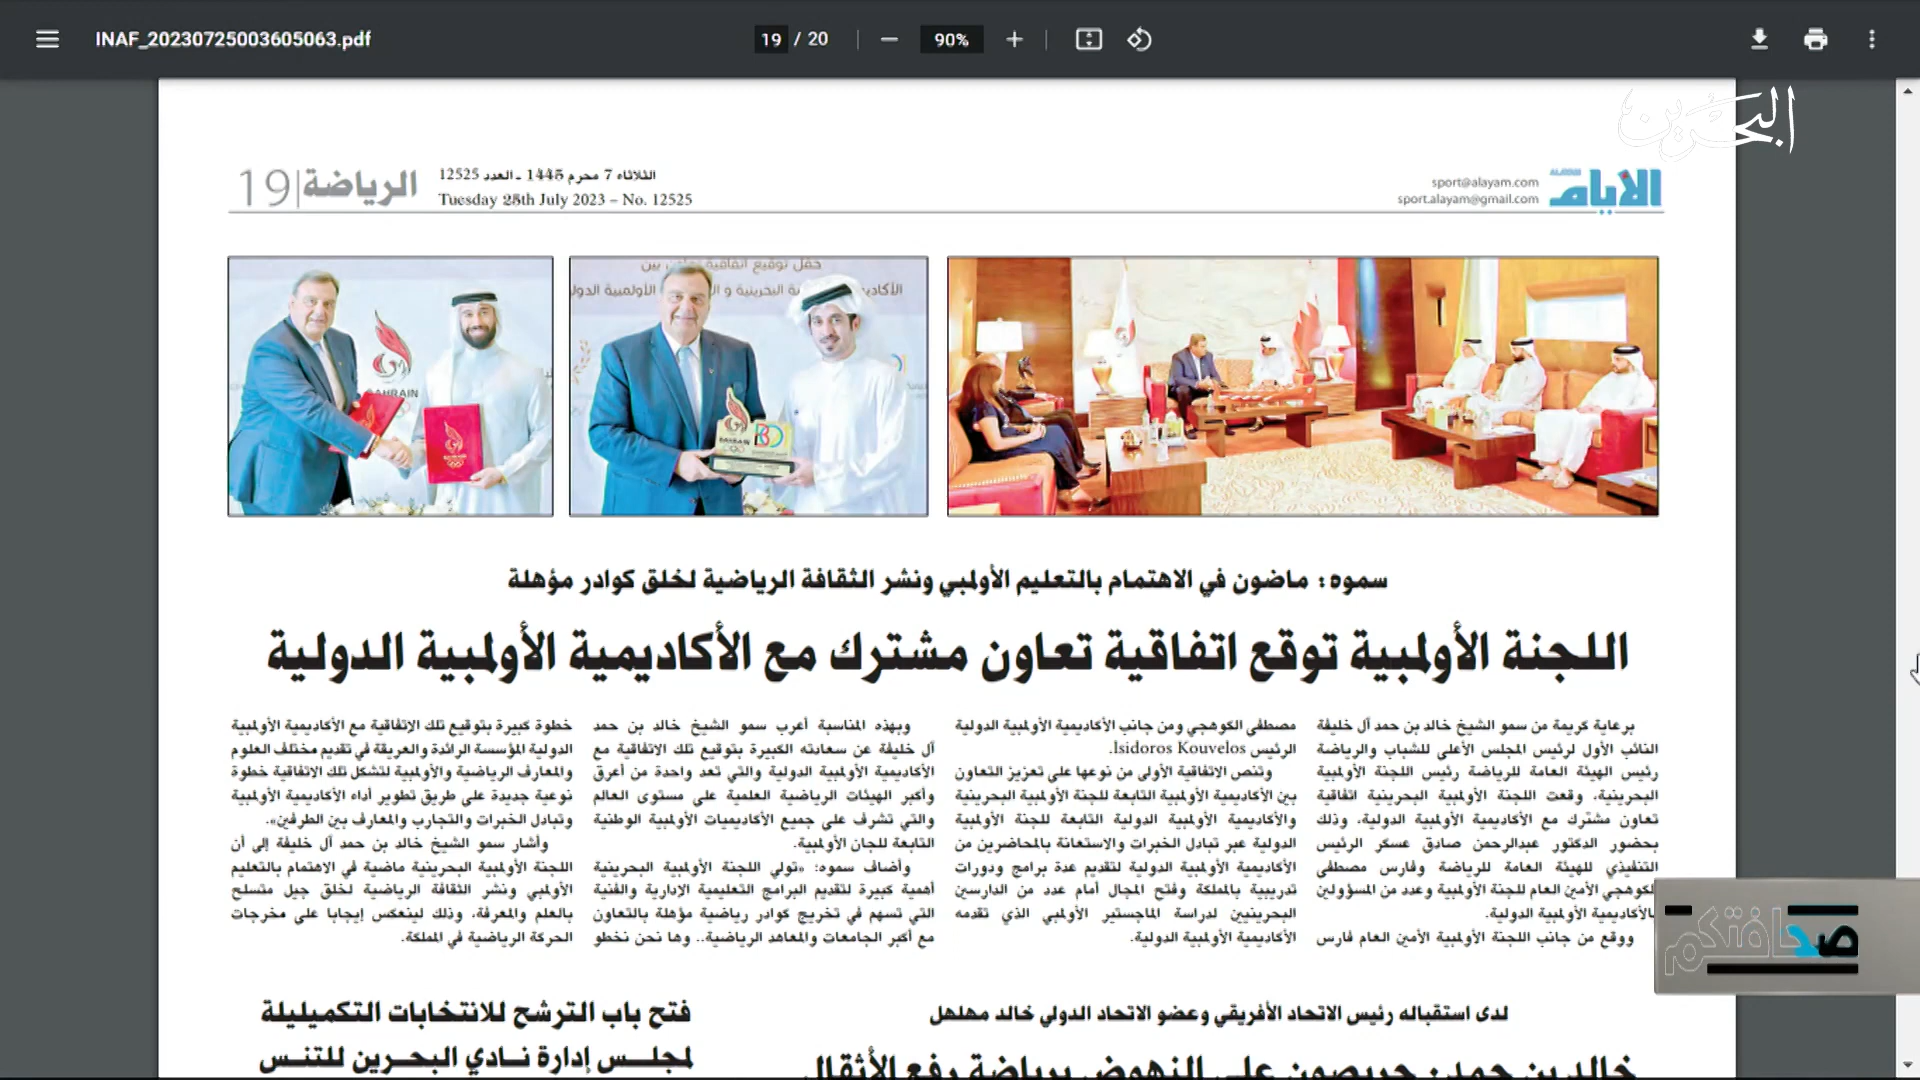 INAF_20230725003605063.pdf
19 / 20
90%
البحرين
الأيام
sport@alayam.com
sport.alayam@gmail.com
الثلاثاء 7 محرم 1445 ـ العدد 12525
Tuesday 25th July 2023 – No. 12525
الرياضة|19
حفل توقيع اتفاقية تعاون بين
BAHRAIN
سموه: ماضون في الاهتمام بالتعليم الأولمبي ونشر الثقافة الرياضية لخلق كوادر مؤهلة
اللجنة الأولمبية توقع اتفاقية تعاون مشترك مع الأكاديمية الأولمبية الدولية
برعاية كريمة من سمو الشيخ خالد بن حمد آل خليفة
النائب الأول لرئيس المجلس الأعلى للشباب والرياضة
رئيس الهيئة العامة للرياضة رئيس اللجنة الأولمبية
البحرينية، وقعت اللجنة الأولمبية البحرينية اتفاقية
تعاون مشترك مع الأكاديمية الأولمبية الدولية، وذلك
بحضور الدكتور عبدالرحمن صادق عسكر الرئيس
التنفيذي للهيئة العامة للرياضة وفارس مصطفى
الكوهجي الأمين العام للجنة الأولمبية وعدد من المسؤولين
بالأكاديمية الأولمبية الدولية.
ووقع من جانب اللجنة الأولمبية الأمين العام فارس
مصطفى الكوهجي ومن جانب الأكاديمية الأولمبية الدولية
الرئيس Isidoros Kouvelos.
وتنص الاتفاقية الأولى من نوعها على تعزيز التعاون
بين الأكاديمية الأولمبية التابعة للجنة الأولمبية البحرينية
والأكاديمية الأولمبية الدولية التابعة للجنة الأولمبية
الدولية عبر تبادل الخبرات والاستعانة بالمحاضرين من
الأكاديمية الأولمبية الدولية لتقديم عدة برامج ودورات
تدريبية بالمملكة وفتح المجال أمام عدد من الدارسين
البحرينيين لدراسة الماجستير الأولمبي الذي تقدمه
الأكاديمية الأولمبية الدولية.
وبهذه المناسبة أعرب سمو الشيخ خالد بن حمد
آل خليفة عن سعادته الكبيرة بتوقيع تلك الاتفاقية مع
الأكاديمية الأولمبية الدولية والتي تعد واحدة من أعرق
وأكبر الهيئات الرياضية العلمية على مستوى العالم
والتي تشرف على جميع الأكاديميات الأولمبية الوطنية
التابعة للجان الأولمبية.
وأضاف سموه: «تولي اللجنة الأولمبية البحرينية
أهمية كبيرة لتقديم البرامج التعليمية الإدارية والفنية
التي تسهم في تخريج كوادر رياضية مؤهلة بالتعاون
مع أكبر الجامعات والمعاهد الرياضية.. وها نحن نخطو
خطوة كبيرة بتوقيع تلك الإتفاقية مع الأكاديمية الأولمبية
الدولية المؤسسة الرائدة والعريقة في تقديم مختلف العلوم
والمعارف الرياضية والأولمبية لتشكل تلك الاتفاقية خطوة
نوعية جديدة على طريق تطوير أداء الأكاديمية الأولمبية
وتبادل الخبرات والتجارب والمعارف بين الطرفين».
وأشار سمو الشيخ خالد بن حمد آل خليفة إلى أن
اللجنة الأولمبية البحرينية ماضية في الاهتمام بالتعليم
الأولمبي ونشر الثقافة الرياضية لخلق جيل متسلح
بالعلم والمعرفة، وذلك لينعكس إيجابا على مخرجات
الحركة الرياضية في المملكة.
صحافتكم
لدى استقباله رئيس الاتحاد الأفريقي وعضو الاتحاد الدولي خالد مهلهل
خالد بن حمد: حريصون على النهوض برياضة رفع الأثقال
فتح باب الترشح للانتخابات التكميلية
لمجلس إدارة نادي البحرين للتنس